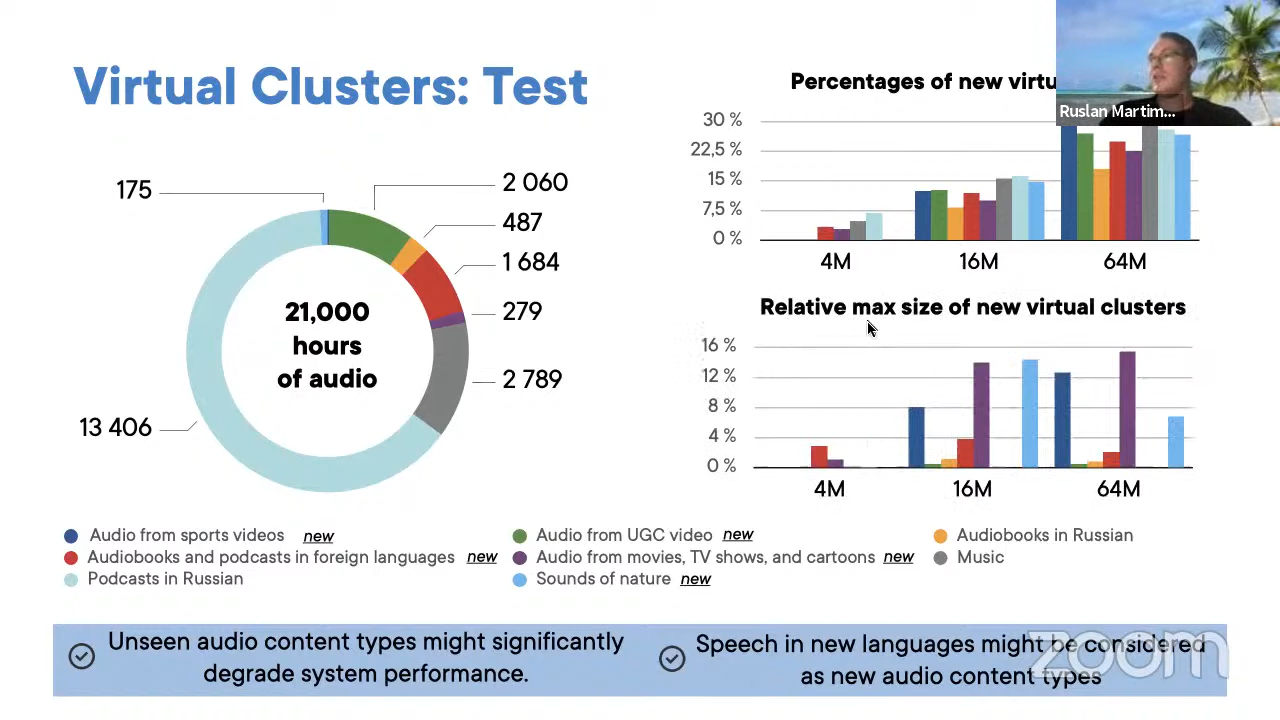 Virtual Clusters: Test
175
2 060
487
1 684
279
2 789
13 406
21,000
hours
of audio
Percentages of new virtu
30 %
22,5 %
15 %
7,5 %
0 %
4M
16M
64M
Ruslan Martim...
Relative max size of new virtual clusters
16 %
12 %
8 %
4 %
0 %
4M
16M
64M
Audio from sports videos new
Audio from UGC video new
Audiobooks in Russian
Audiobooks and podcasts in foreign languages new
Audio from movies, TV shows, and cartoons new
Music
Podcasts in Russian
Sounds of nature new
Unseen audio content types might significantly
degrade system performance.
Speech in new languages might be considered
as new audio content types
zoom